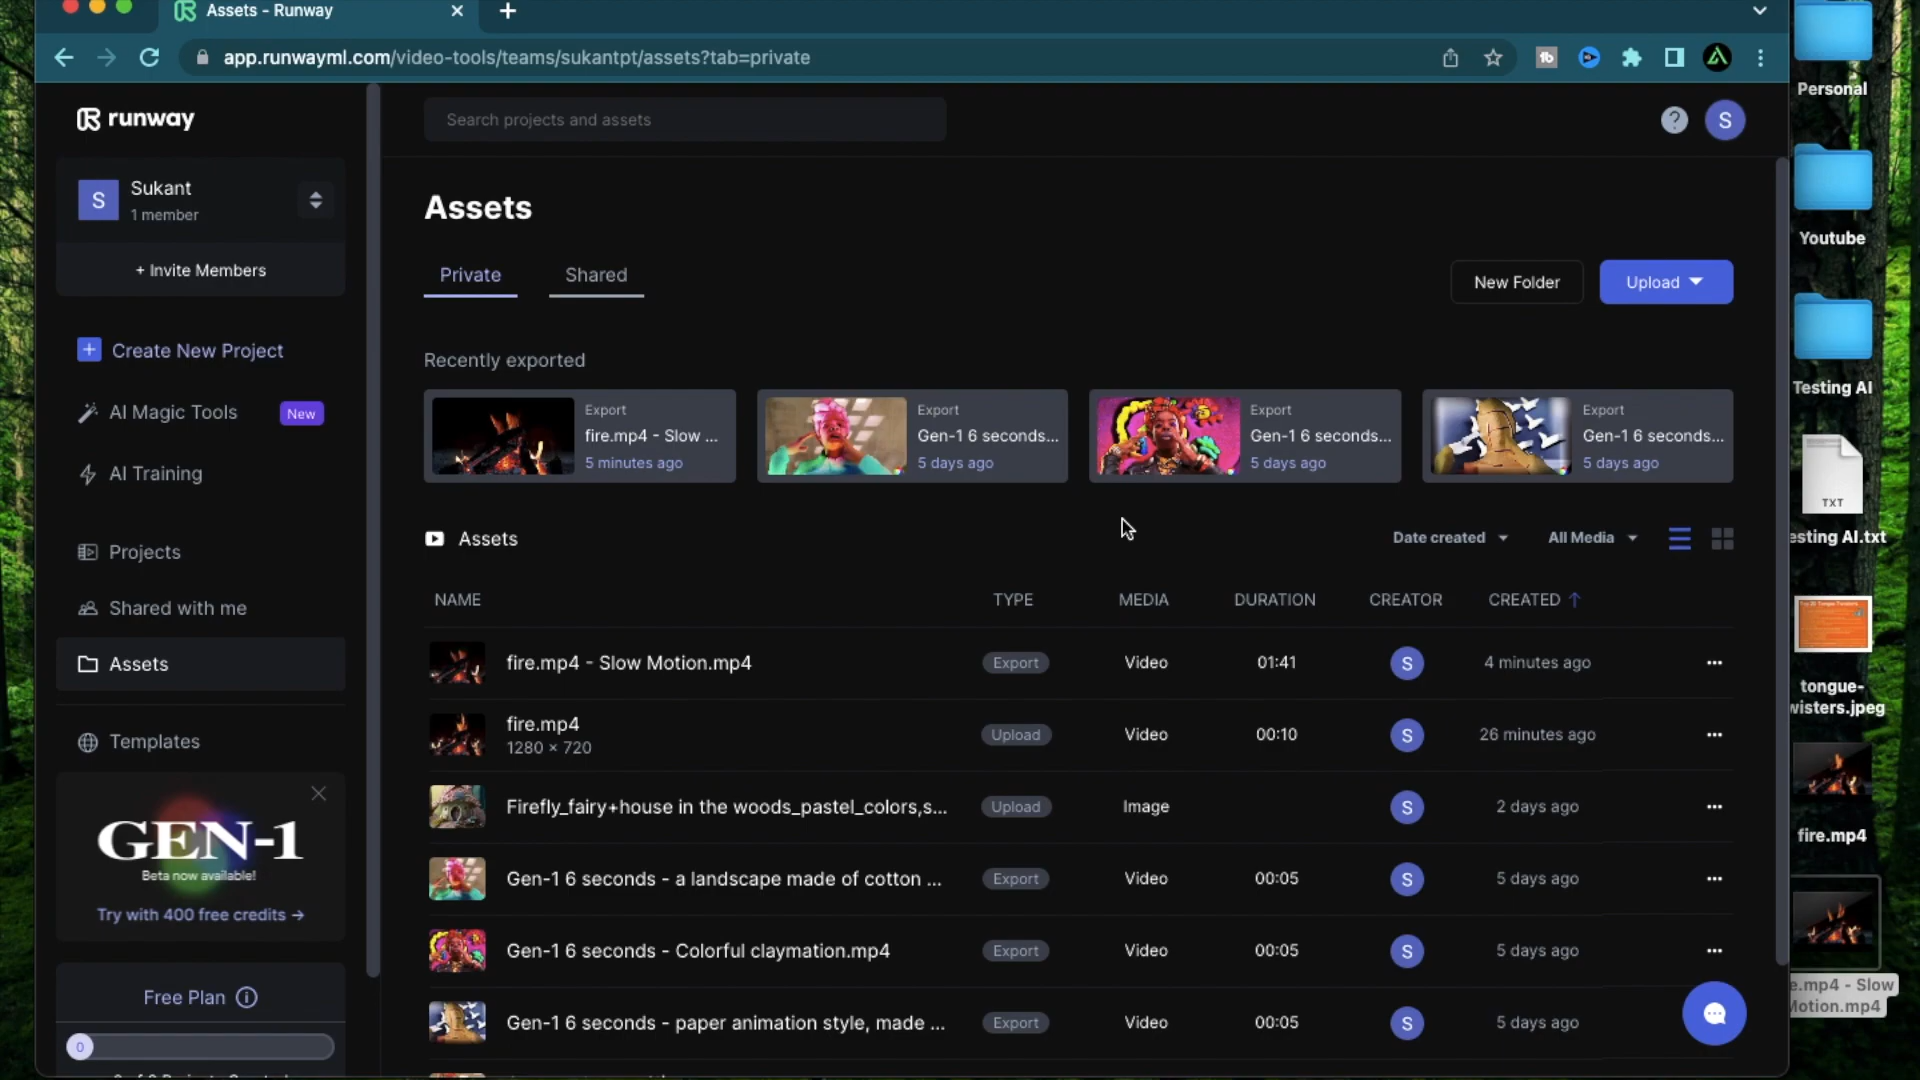 Assets - Runway
app.runwayml.com/video-tools/teams/sukantpt/assets?tab=private
runway
Search projects and assets
?
S
S
Sukant
1 member
+ Invite Members
Create New Project
AI Magic Tools
New
AI Training
Projects
Shared with me
Assets
Templates
GEN-1
Beta now available!
Try with 400 free credits →
Free Plan
0
Assets
Private
Shared
New Folder
Upload
Recently exported
Export
fire.mp4 - Slow ...
5 minutes ago
Export
Gen-1 6 seconds...
5 days ago
Export
Gen-1 6 seconds...
5 days ago
Export
Gen-1 6 seconds...
5 days ago
Assets
Date created
All Media
NAME TYPE MEDIA DURATION CREATOR CREATED ↑
fire.mp4 - Slow Motion.mp4 Export Video 01:41 S 4 minutes ago
fire.mp4 Upload Video 00:10 S 26 minutes ago
1280 × 720
Firefly_fairy+house in the woods_pastel_colors,s... Upload Image S 2 days ago
Gen-1 6 seconds - a landscape made of cotton ... Export Video 00:05 S 5 days ago
Gen-1 6 seconds - Colorful claymation.mp4 Export Video 00:05 S 5 days ago
Gen-1 6 seconds - paper animation style, made ... Export Video 00:05 S 5 days ago
Personal
Youtube
Testing AI
TXT
esting AI.txt
tongue-
wisters.jpeg
fire.mp4
e.mp4 - Slow
Motion.mp4